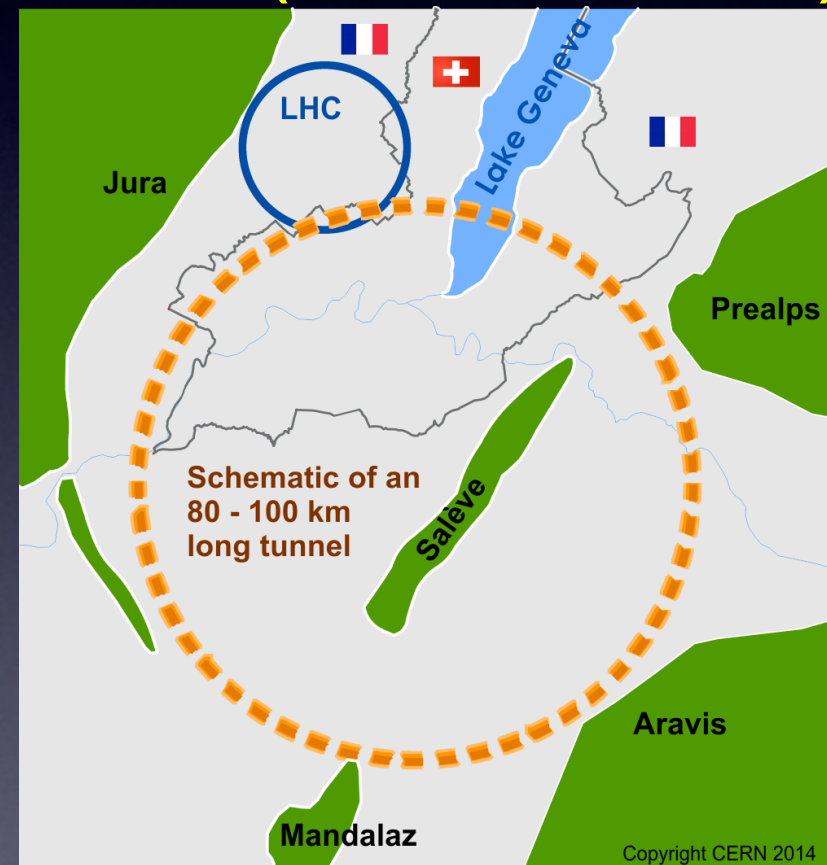 LHC
Lake Geneva
Jura
Prealps
Schematic of an
80 - 100 km
long tunnel
Salève
Aravis
Mandalaz
Copyright CERN 2014